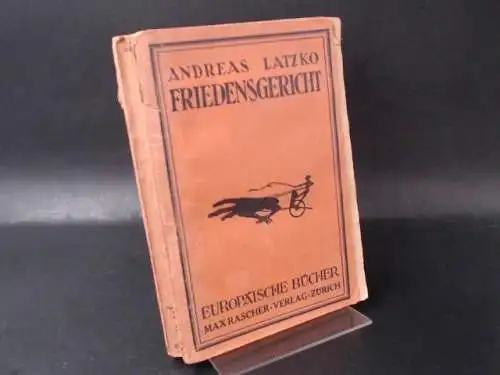 ANDREAS LATZKO
FRIEDENSGERICHT
EUROPÄISCHE BÜCHER
MAX RASCHER-VERLAG-ZÜRICH